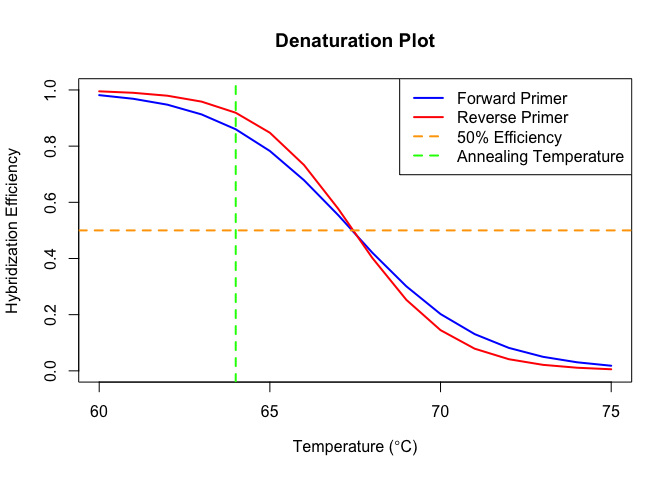 Denaturation Plot
Forward Primer
Reverse Primer
50% Efficiency
Annealing Temperature
Hybridization Efficiency
1.0
0.8
0.6
0.4
0.2
0.0
60
65
70
75
Temperature (°C)